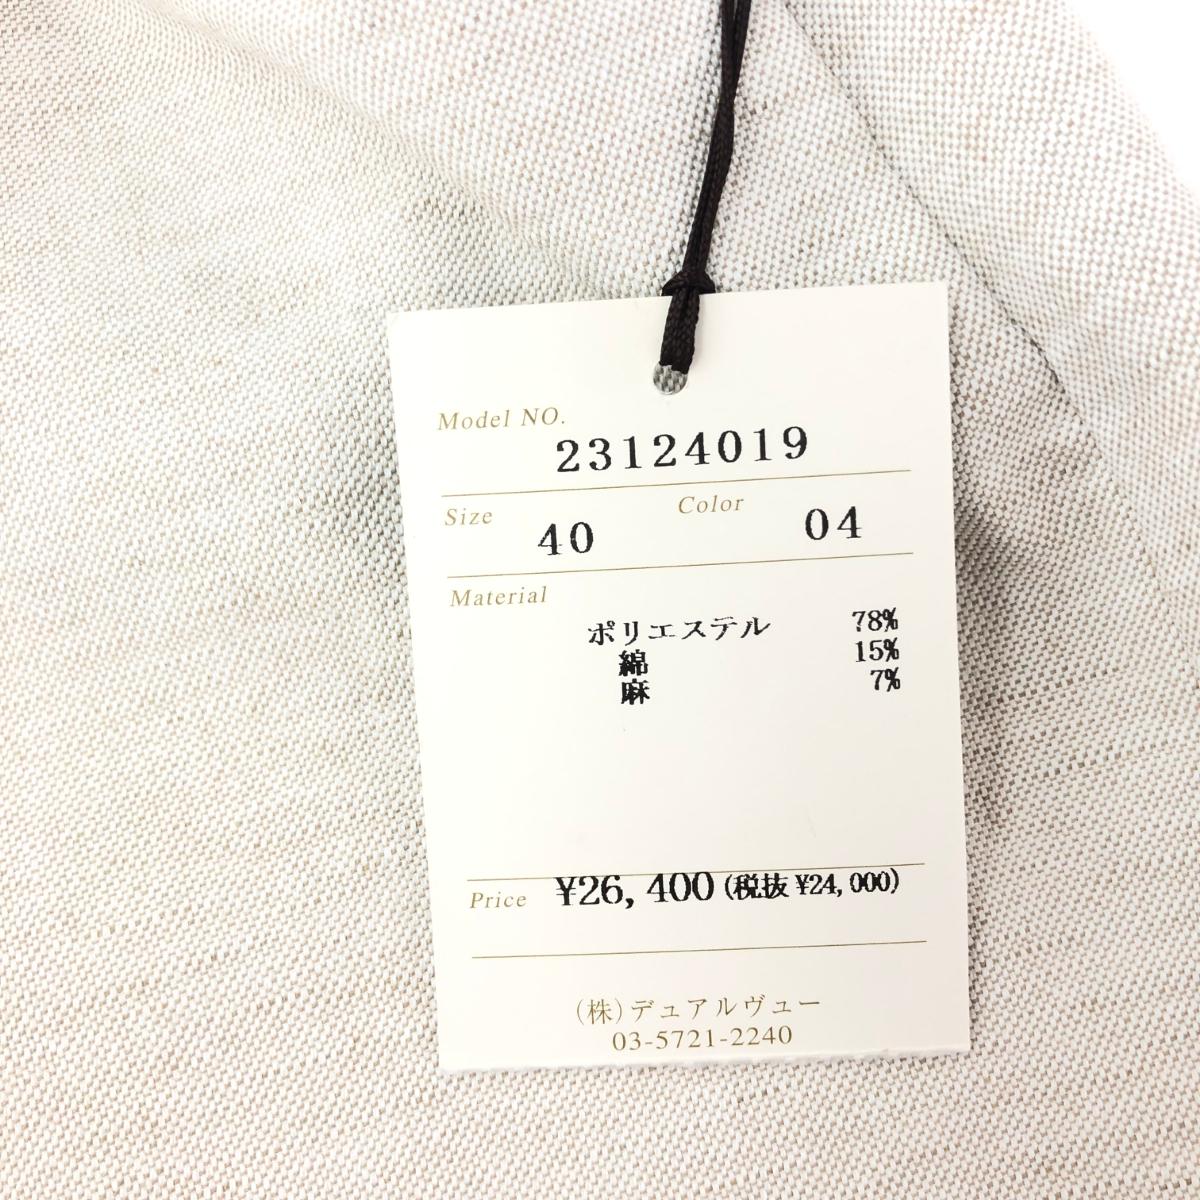 Model NO.
23124019
Size 40 Color 04
Material
ポリエステル 78%
綿 15%
麻 7%
Price ¥26,400 (税抜 ¥24,000)
(株)デュアルヴュー
03-5721-2240